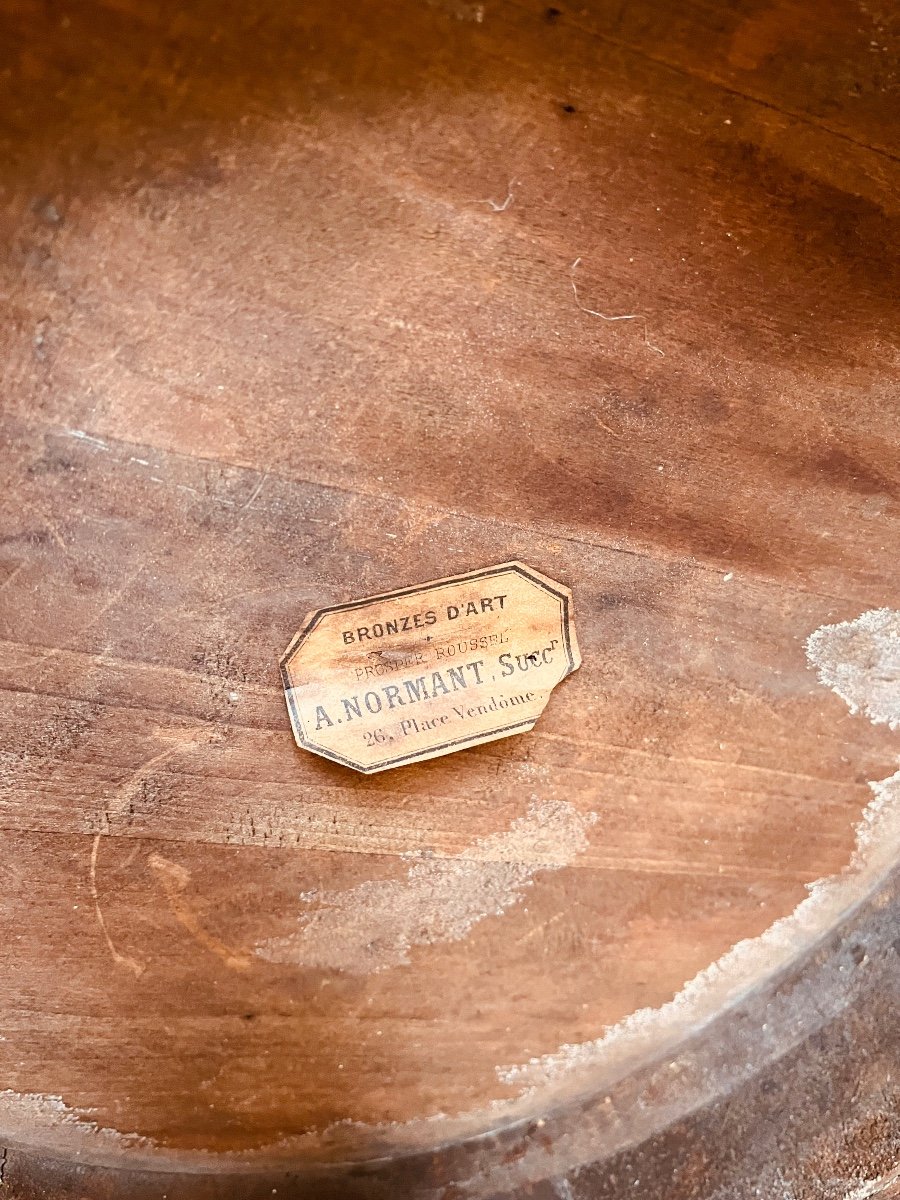 BRONZES D'ART
PROSPER ROUSSEL
A. NORMANT, Succr
26, Place Vendôme.